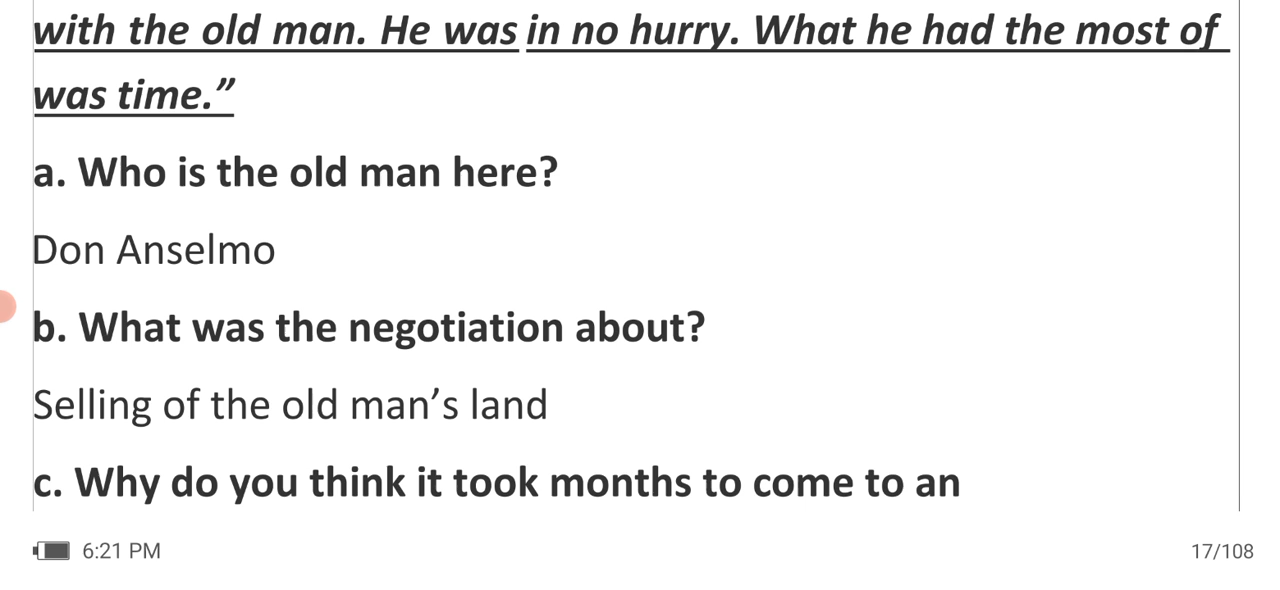 with the old man. He was in no hurry. What he had the most of
was time.”
a. Who is the old man here?
Don Anselmo
b. What was the negotiation about?
Selling of the old man’s land
c. Why do you think it took months to come to an
6:21 PM
17/108